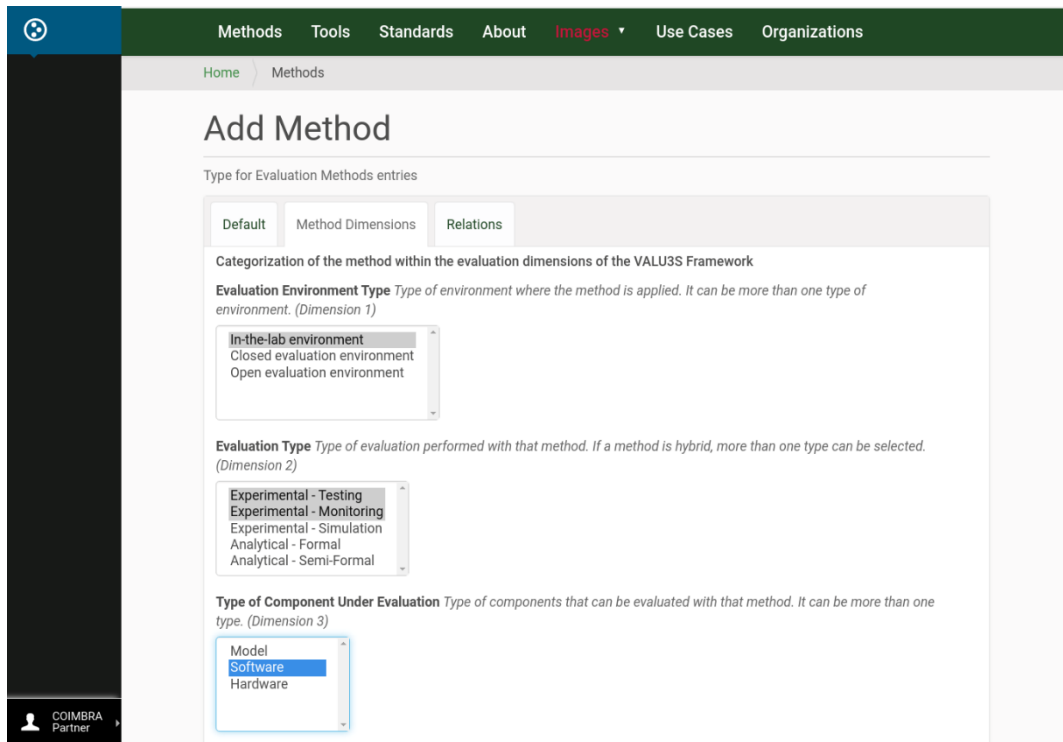 Methods Tools Standards About Images Use Cases Organizations
Home Methods
Add Method
Type for Evaluation Methods entries
Default Method Dimensions Relations
Categorization of the method within the evaluation dimensions of the VALU3S Framework
Evaluation Environment Type Type of environment where the method is applied. It can be more than one type of
environment. (Dimension 1)
In-the-lab environment
Closed evaluation environment
Open evaluation environment
Evaluation Type Type of evaluation performed with that method. If a method is hybrid, more than one type can be selected.
(Dimension 2)
Experimental - Testing
Experimental - Monitoring
Experimental - Simulation
Analytical - Formal
Analytical - Semi-Formal
Type of Component Under Evaluation Type of components that can be evaluated with that method. It can be more than one
type. (Dimension 3)
Model
Software
Hardware
COIMBRA
Partner